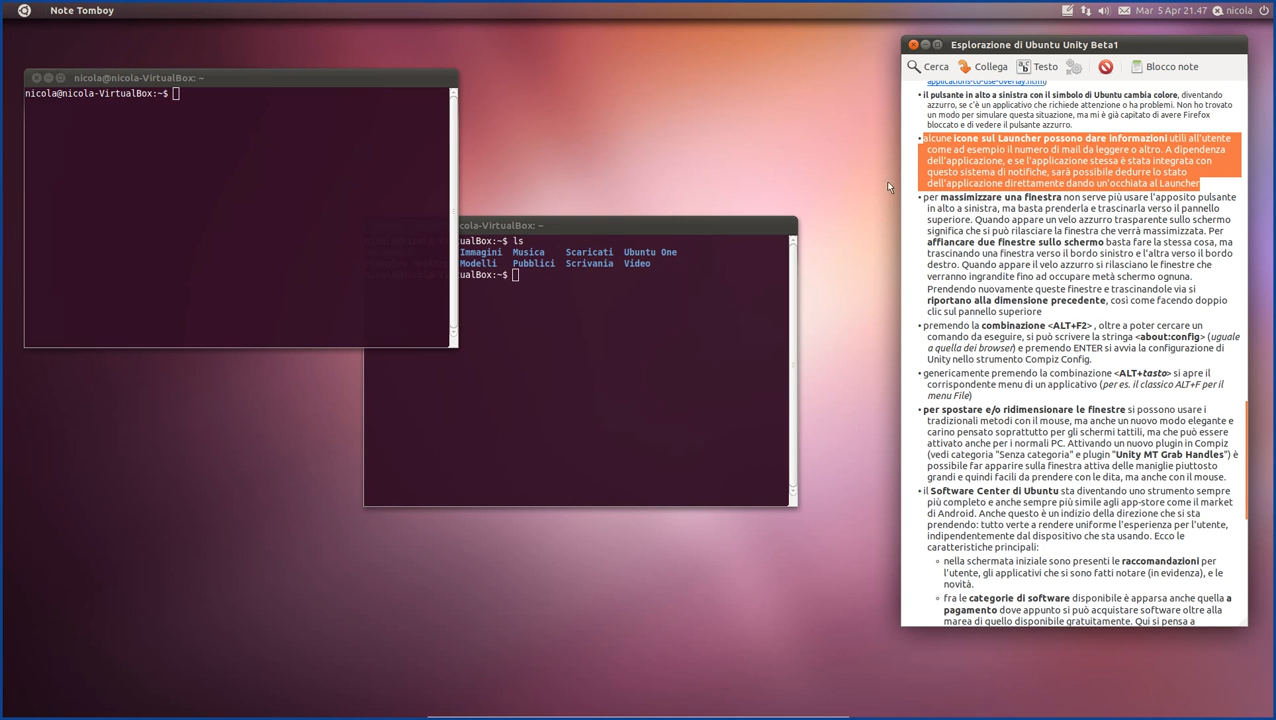 Note Tomboy
Mar 5 Apr 21.47
nicola
nicola@nicola-VirtualBox: ~
nicola@nicola-VirtualBox:~$
cola-VirtualBox: ~
ualBox:~$ ls
Immagini Musica Scaricati Ubuntu One
Modelli Pubblici Scrivania Video
ualBox:~$
Esplorazione di Ubuntu Unity Beta1
Cerca Collega Testo Blocco note
applications-to-use-overlay.html)
• il pulsante in alto a sinistra con il simbolo di Ubuntu cambia colore, diventando
azzurro, se c'è un applicativo che richiede attenzione o ha problemi. Non ho trovato
un modo per simulare questa situazione, ma mi è già capitato di avere Firefox
bloccato e di vedere il pulsante azzurro.
• alcune icone sul Launcher possono dare informazioni utili all'utente
come ad esempio il numero di mail da leggere o altro. A dipendenza
dell'applicazione, e se l'applicazione stessa è stata integrata con
questo sistema di notifiche, sarà possibile dedurre lo stato
dell'applicazione direttamente dando un'occhiata al Launcher
• per massimizzare una finestra non serve più usare l'apposito pulsante
in alto a sinistra, ma basta prenderla e trascinarla verso il pannello
superiore. Quando appare un velo azzurro trasparente sullo schermo
significa che si può rilasciare la finestra che verrà massimizzata. Per
affiancare due finestre sullo schermo basta fare la stessa cosa, ma
trascinando una finestra verso il bordo sinistro e l'altra verso il bordo
destro. Quando appare il velo azzurro si rilasciano le finestre che
verranno ingrandite fino ad occupare metà schermo ognuna.
Prendendo nuovamente queste finestre e trascinandole via si
riportano alla dimensione precedente, così come facendo doppio
clic sul pannello superiore
• premendo la combinazione <ALT+F2> , oltre a poter cercare un
comando da eseguire, si può scrivere la stringa <about:config> (uguale
a quella dei browser) e premendo ENTER si avvia la configurazione di
Unity nello strumento Compiz Config.
• genericamente premendo la combinazione <ALT+tasto> si apre il
corrispondente menu di un applicativo (per es. il classico ALT+F per il
menu File)
• per spostare e/o ridimensionare le finestre si possono usare i
tradizionali metodi con il mouse, ma anche un nuovo modo elegante e
carino pensato soprattutto per gli schermi tattili, ma che può essere
attivato anche per i normali PC. Attivando un nuovo plugin in Compiz
(vedi categoria "Senza categoria" e plugin "Unity MT Grab Handles") è
possibile far apparire sulla finestra attiva delle maniglie piuttosto
grandi e quindi facili da prendere con le dita, ma anche con il mouse.
• il Software Center di Ubuntu sta diventando uno strumento sempre
più completo e anche sempre più simile agli app-store come il market
di Android. Anche questo è un indizio della direzione che si sta
prendendo: tutto verte a rendere uniforme l'esperienza per l'utente,
indipendentemente dal dispositivo che sta usando. Ecco le
caratteristiche principali:
◦ nella schermata iniziale sono presenti le raccomandazioni per
l'utente, gli applicativi che si sono fatti notare (in evidenza), e le
novità.
◦ fra le categorie di software disponibile è apparsa anche quella a
pagamento dove appunto si può acquistare software oltre alla
marea di quello disponibile gratuitamente. Qui si pensa a